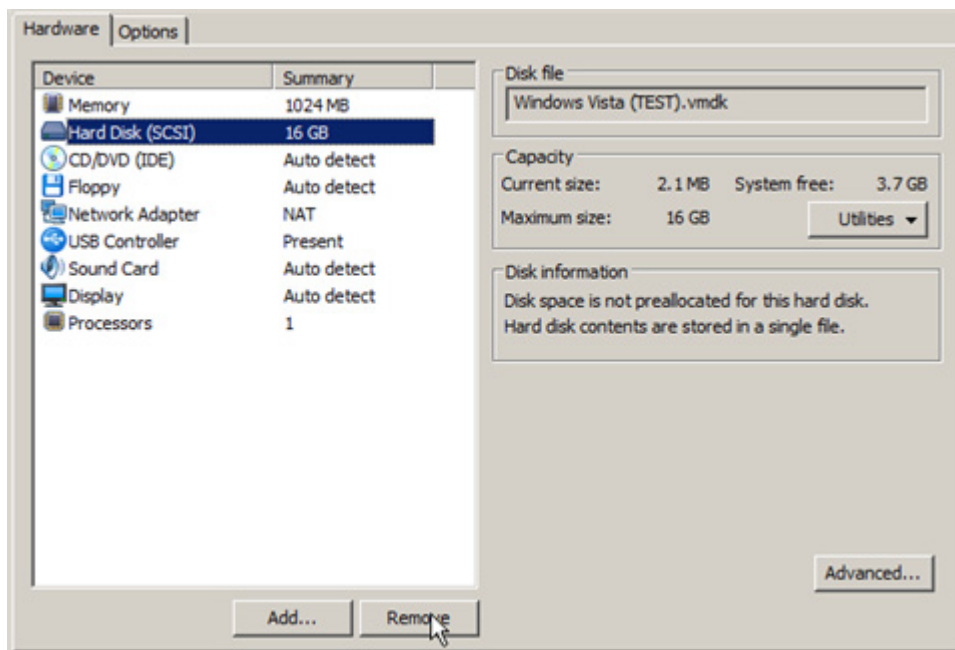 Hardware Options
Device Summary
Memory 1024 MB
Hard Disk (SCSI) 16 GB
CD/DVD (IDE) Auto detect
Floppy Auto detect
Network Adapter NAT
USB Controller Present
Sound Card Auto detect
Display Auto detect
Processors 1
Add... Remove
Disk file
Windows Vista (TEST).vmdk
Capacity
Current size: 2.1 MB System free: 3.7 GB
Maximum size: 16 GB Utilities
Disk information
Disk space is not preallocated for this hard disk.
Hard disk contents are stored in a single file.
Advanced...